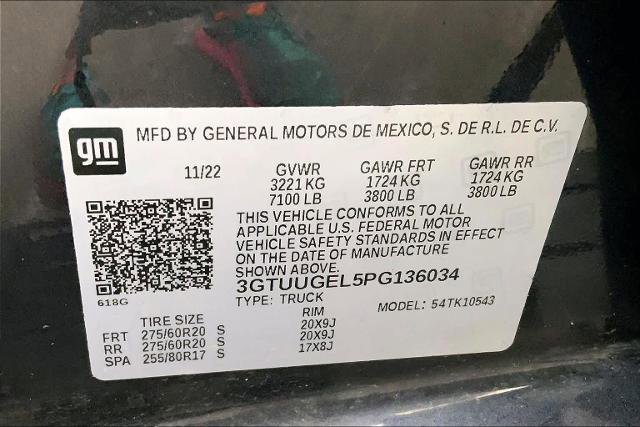 gm MFD BY GENERAL MOTORS DE MEXICO, S. DE R.L. DE C.V.
11/22 GVWR GAWR FRT GAWR RR
3221 KG 1724 KG 1724 KG
7100 LB 3800 LB 3800 LB
THIS VEHICLE CONFORMS TO ALL
APPLICABLE U.S. FEDERAL MOTOR
VEHICLE SAFETY STANDARDS IN EFFECT
ON THE DATE OF MANUFACTURE
SHOWN ABOVE.
3GTUUGEL5PG136034
618G TYPE: TRUCK MODEL: 54TK10543
TIRE SIZE RIM
FRT 275/60R20 S 20X9J
RR 275/60R20 S 20X9J
SPA 255/80R17 S 17X8J